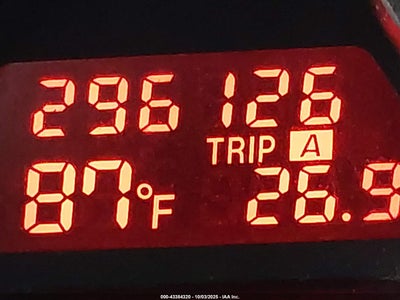 296126
TRIP A
87°F 26.9
000-43384320 - 10/03/2025 - IAA Inc.